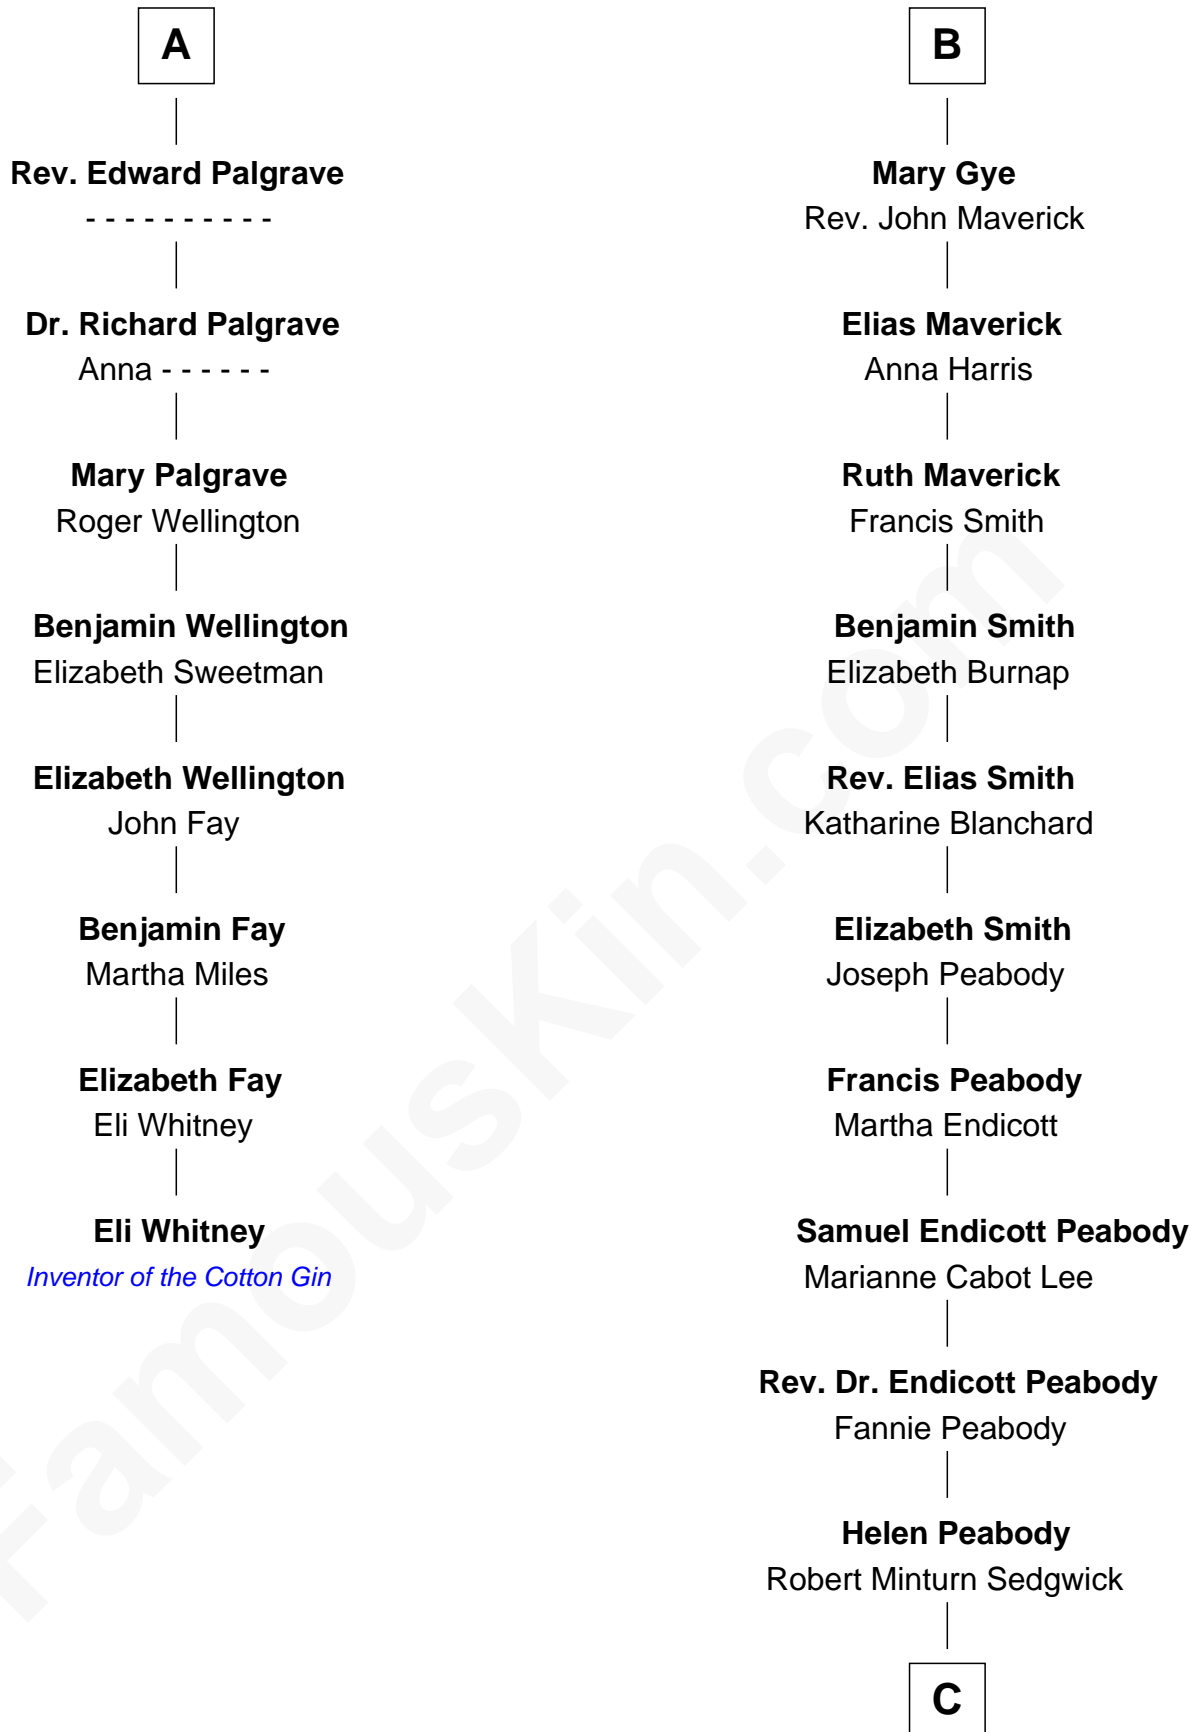 A
Rev. Edward Palgrave
- - - - - - - - - -
Dr. Richard Palgrave
Anna - - - - - -
Mary Palgrave
Roger Wellington
Benjamin Wellington
Elizabeth Sweetman
Elizabeth Wellington
John Fay
Benjamin Fay
Martha Miles
Elizabeth Fay
Eli Whitney
Eli Whitney
Inventor of the Cotton Gin
B
Mary Gye
Rev. John Maverick
Elias Maverick
Anna Harris
Ruth Maverick
Francis Smith
Benjamin Smith
Elizabeth Burnap
Rev. Elias Smith
Katharine Blanchard
Elizabeth Smith
Joseph Peabody
Francis Peabody
Martha Endicott
Samuel Endicott Peabody
Marianne Cabot Lee
Rev. Dr. Endicott Peabody
Fannie Peabody
Helen Peabody
Robert Minturn Sedgwick
C
FamousKin.com